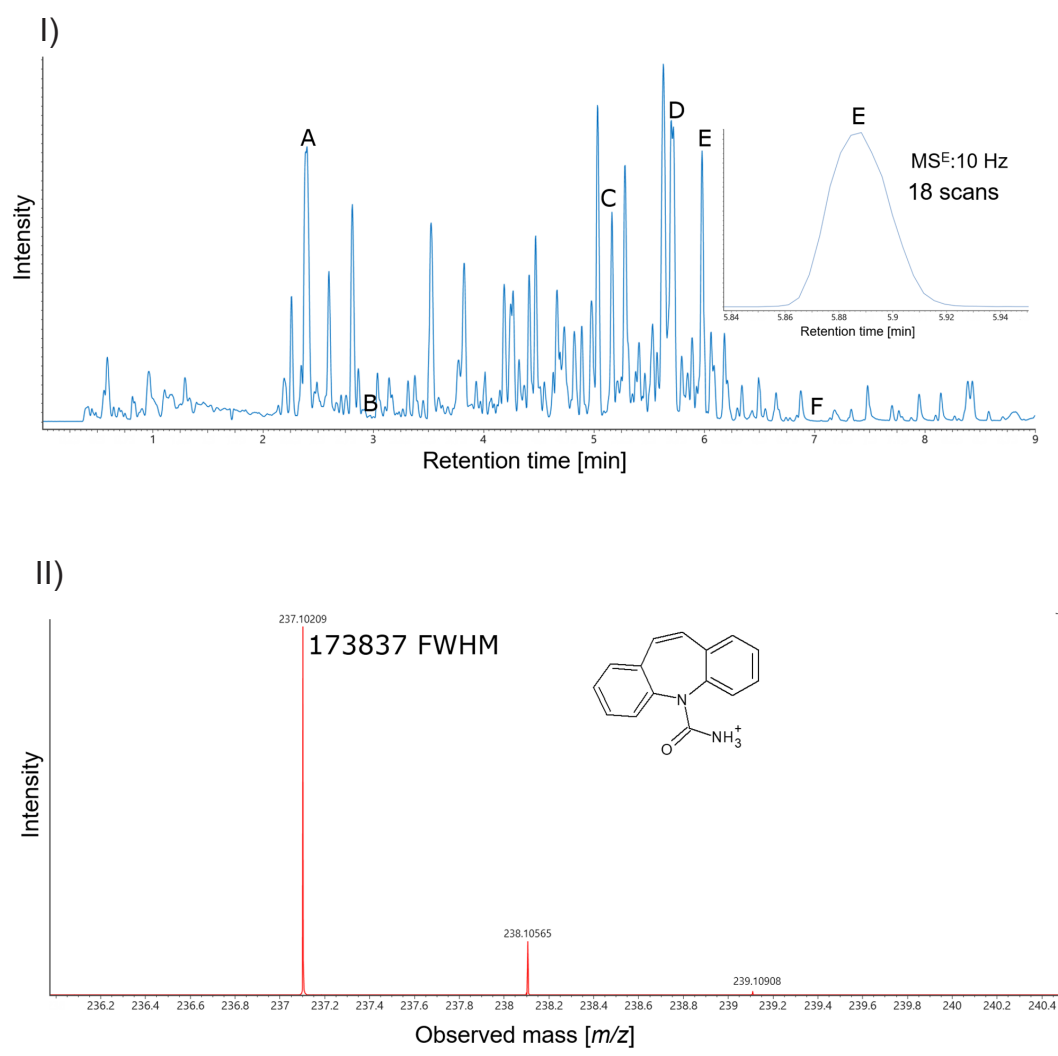 I)
A
B
C
D
E
F
E
MSᴱ:10 Hz
18 scans
5.84 5.86 5.88 5.9 5.92 5.94
Retention time [min]
Intensity
1 2 3 4 5 6 7 8 9
Retention time [min]
II)
237.10209
173837 FWHM
N
O
NH3+
238.10565
239.10908
Intensity
236.2 236.4 236.6 236.8 237 237.2 237.4 237.6 237.8 238 238.2 238.4 238.6 238.8 239 239.2 239.4 239.6 239.8 240 240.2 240.4
Observed mass [m/z]